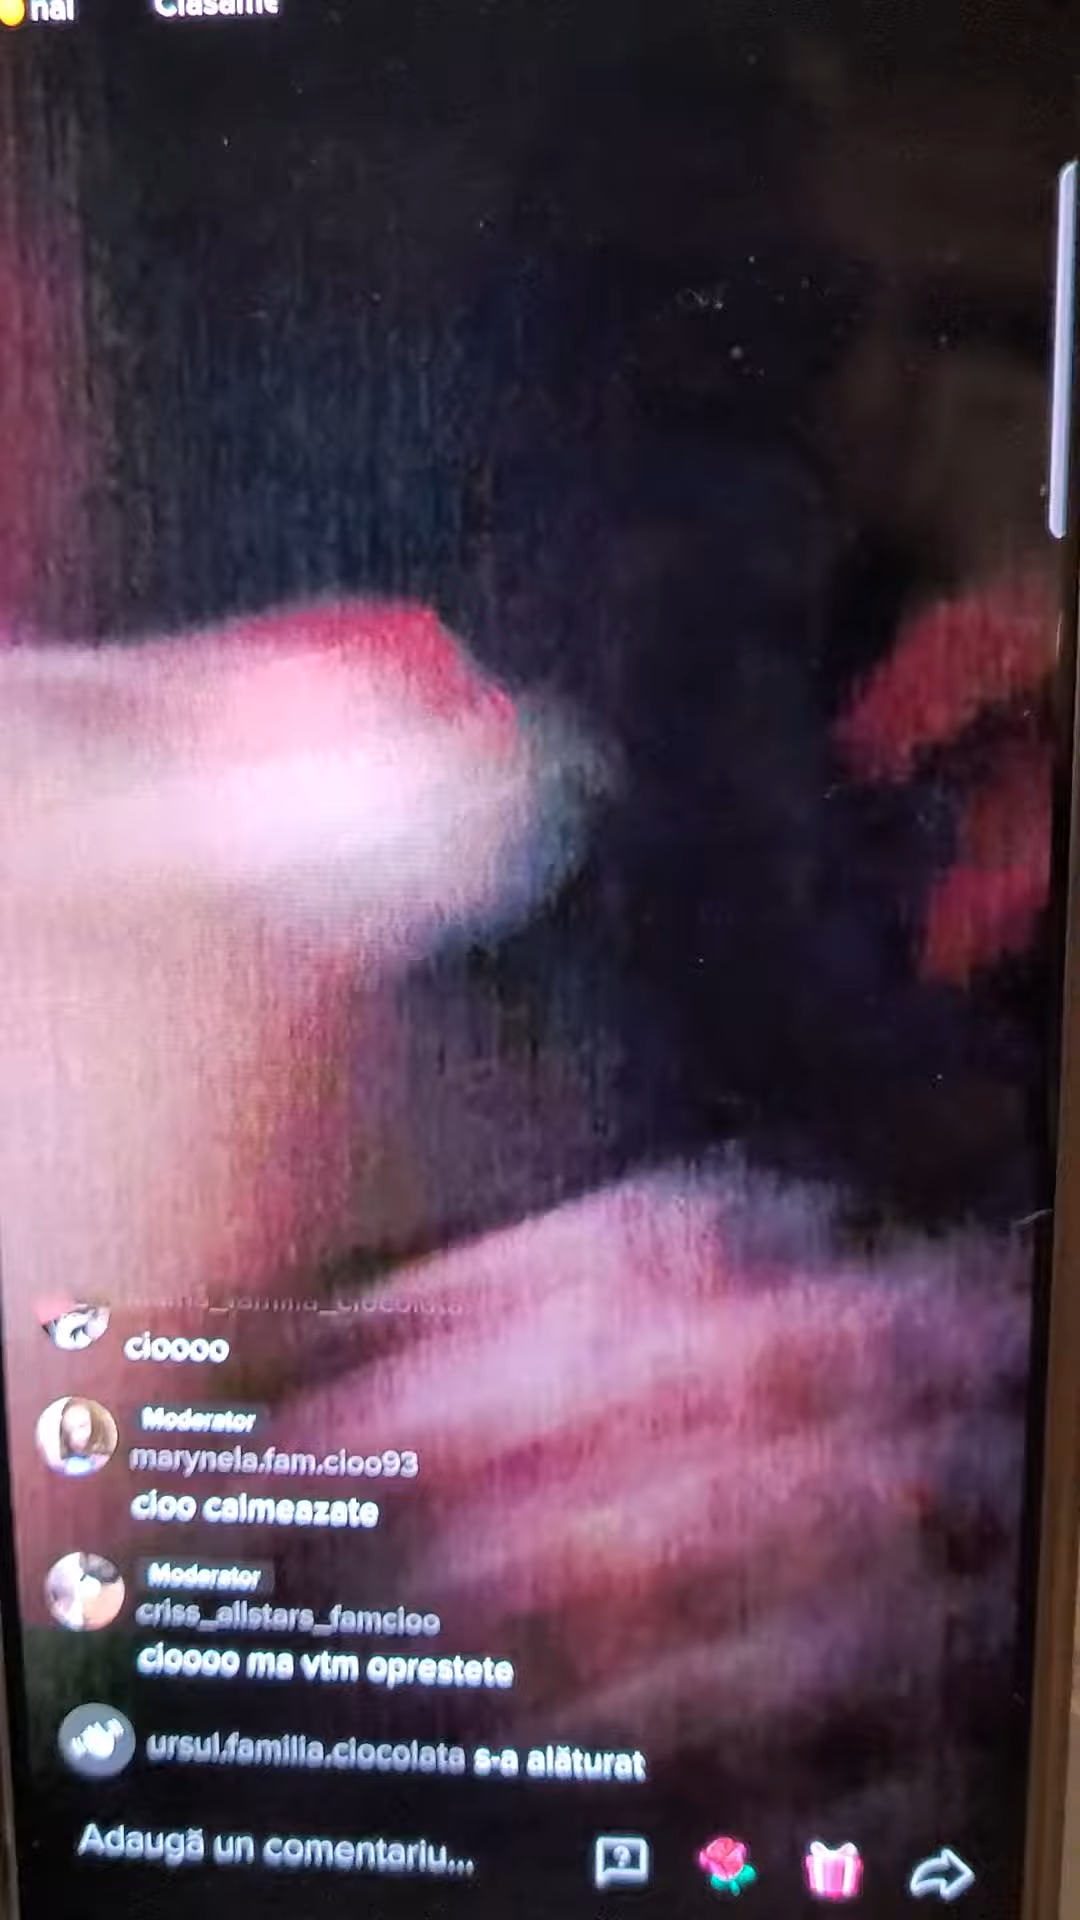 nal Clasame
cioooo
Moderator
marynela.fam.cioo93
cioo calmeazate
Moderator
criss_allstars_famcioo
cioooo ma vtm oprestete
ursul.familia.ciocolata s-a alăturat
Adaugă un comentariu...